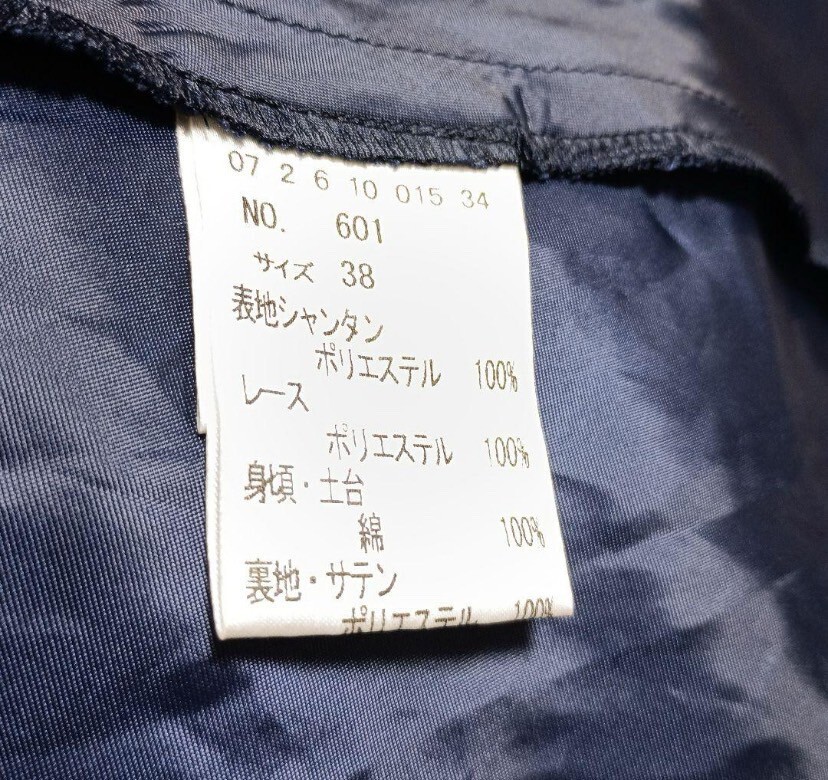 07 2 6 10 015 34
NO. 601
サイズ 38
表地シャンタン
ポリエステル 100%
レース
ポリエステル 100%
身頃・土台
綿 100%
裏地・サテン
ポリエステル 100%